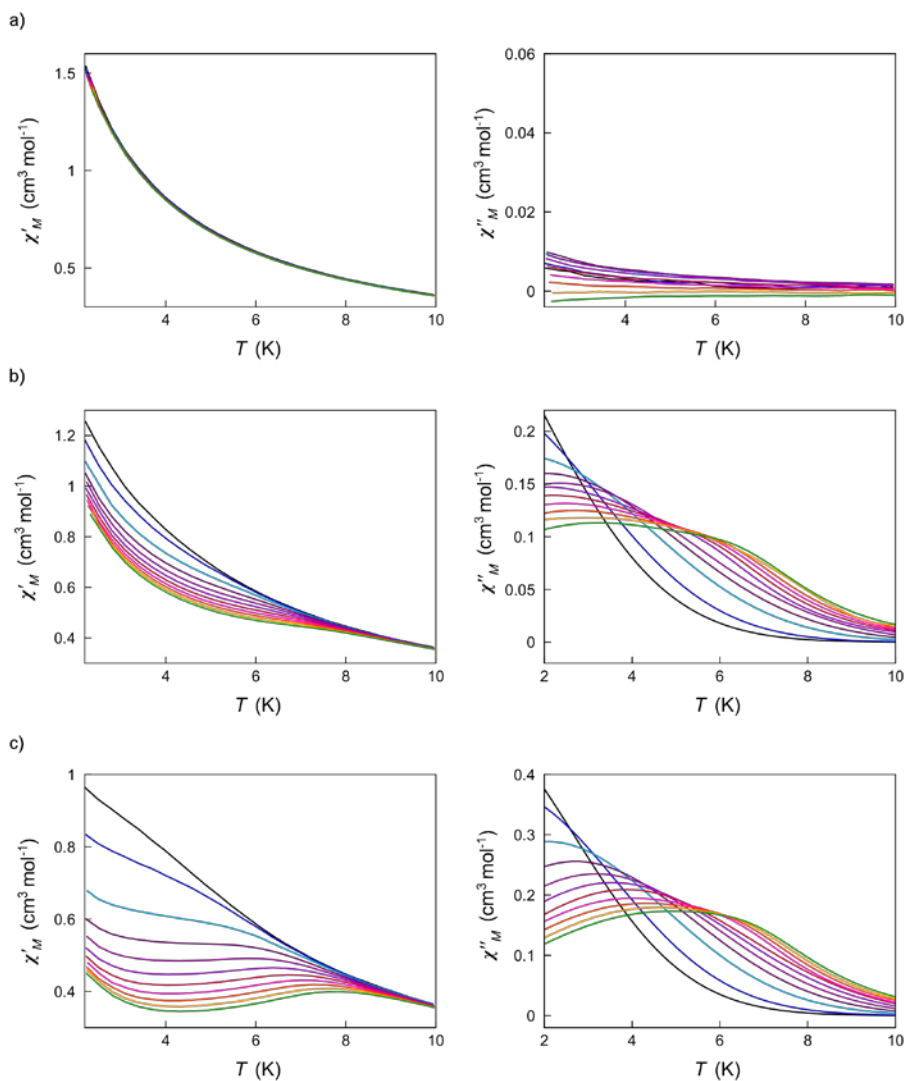 a)
1.5
1
0.5
4 6 8 10
χ′M (cm³ mol⁻¹)
T (K)
0.06
0.04
0.02
0
4 6 8 10
χ″M (cm³ mol⁻¹)
T (K)
b)
1.2
1
0.8
0.6
0.4
4 6 8 10
χ′M (cm³ mol⁻¹)
T (K)
0.2
0.15
0.1
0.05
0
2 4 6 8 10
χ″M (cm³ mol⁻¹)
T (K)
c)
1
0.8
0.6
0.4
4 6 8 10
χ′M (cm³ mol⁻¹)
T (K)
0.4
0.3
0.2
0.1
0
2 4 6 8 10
χ″M (cm³ mol⁻¹)
T (K)